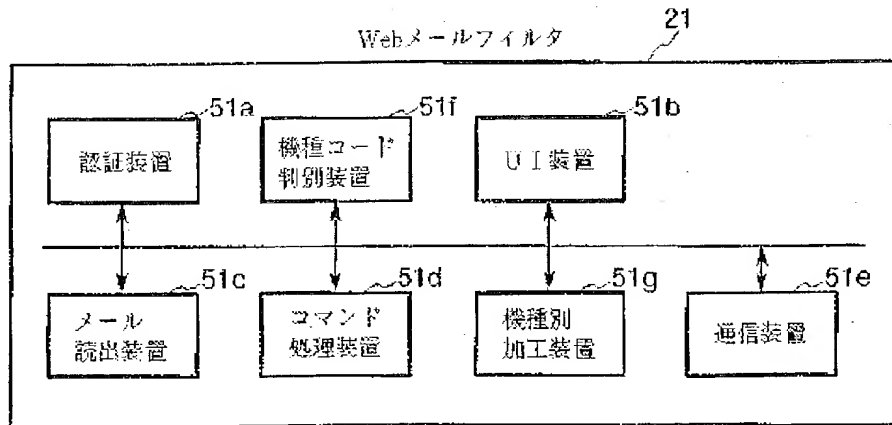 21
Webメールフィルタ
51a
51f
51b
認証装置
機種コード
判別装置
UI装置
51c
51d
51g
51e
メール
読出装置
コマンド
処理装置
機種別
加工装置
通信装置